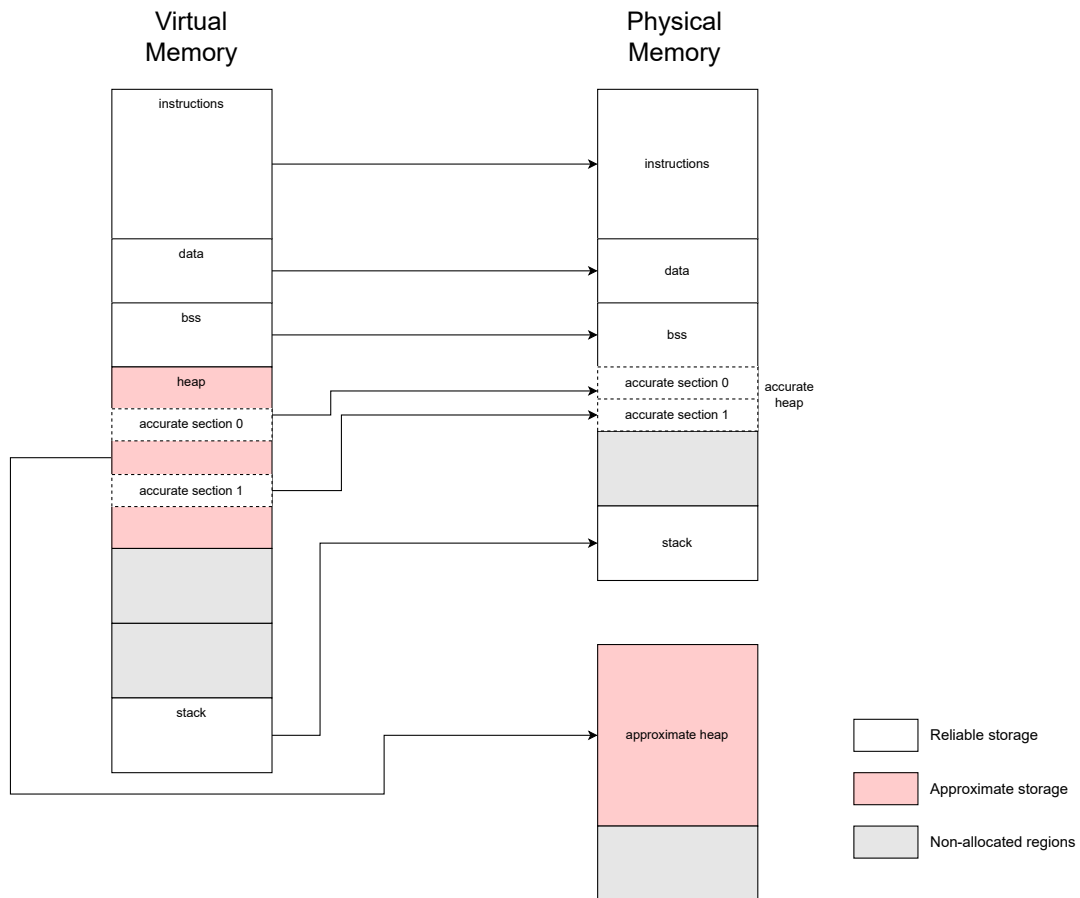 Virtual
Memory
Physical
Memory
instructions
instructions
data
data
bss
bss
heap
accurate section 0
accurate section 0
accurate section 1
accurate
heap
accurate section 1
stack
stack
approximate heap
Reliable storage
Approximate storage
Non-allocated regions